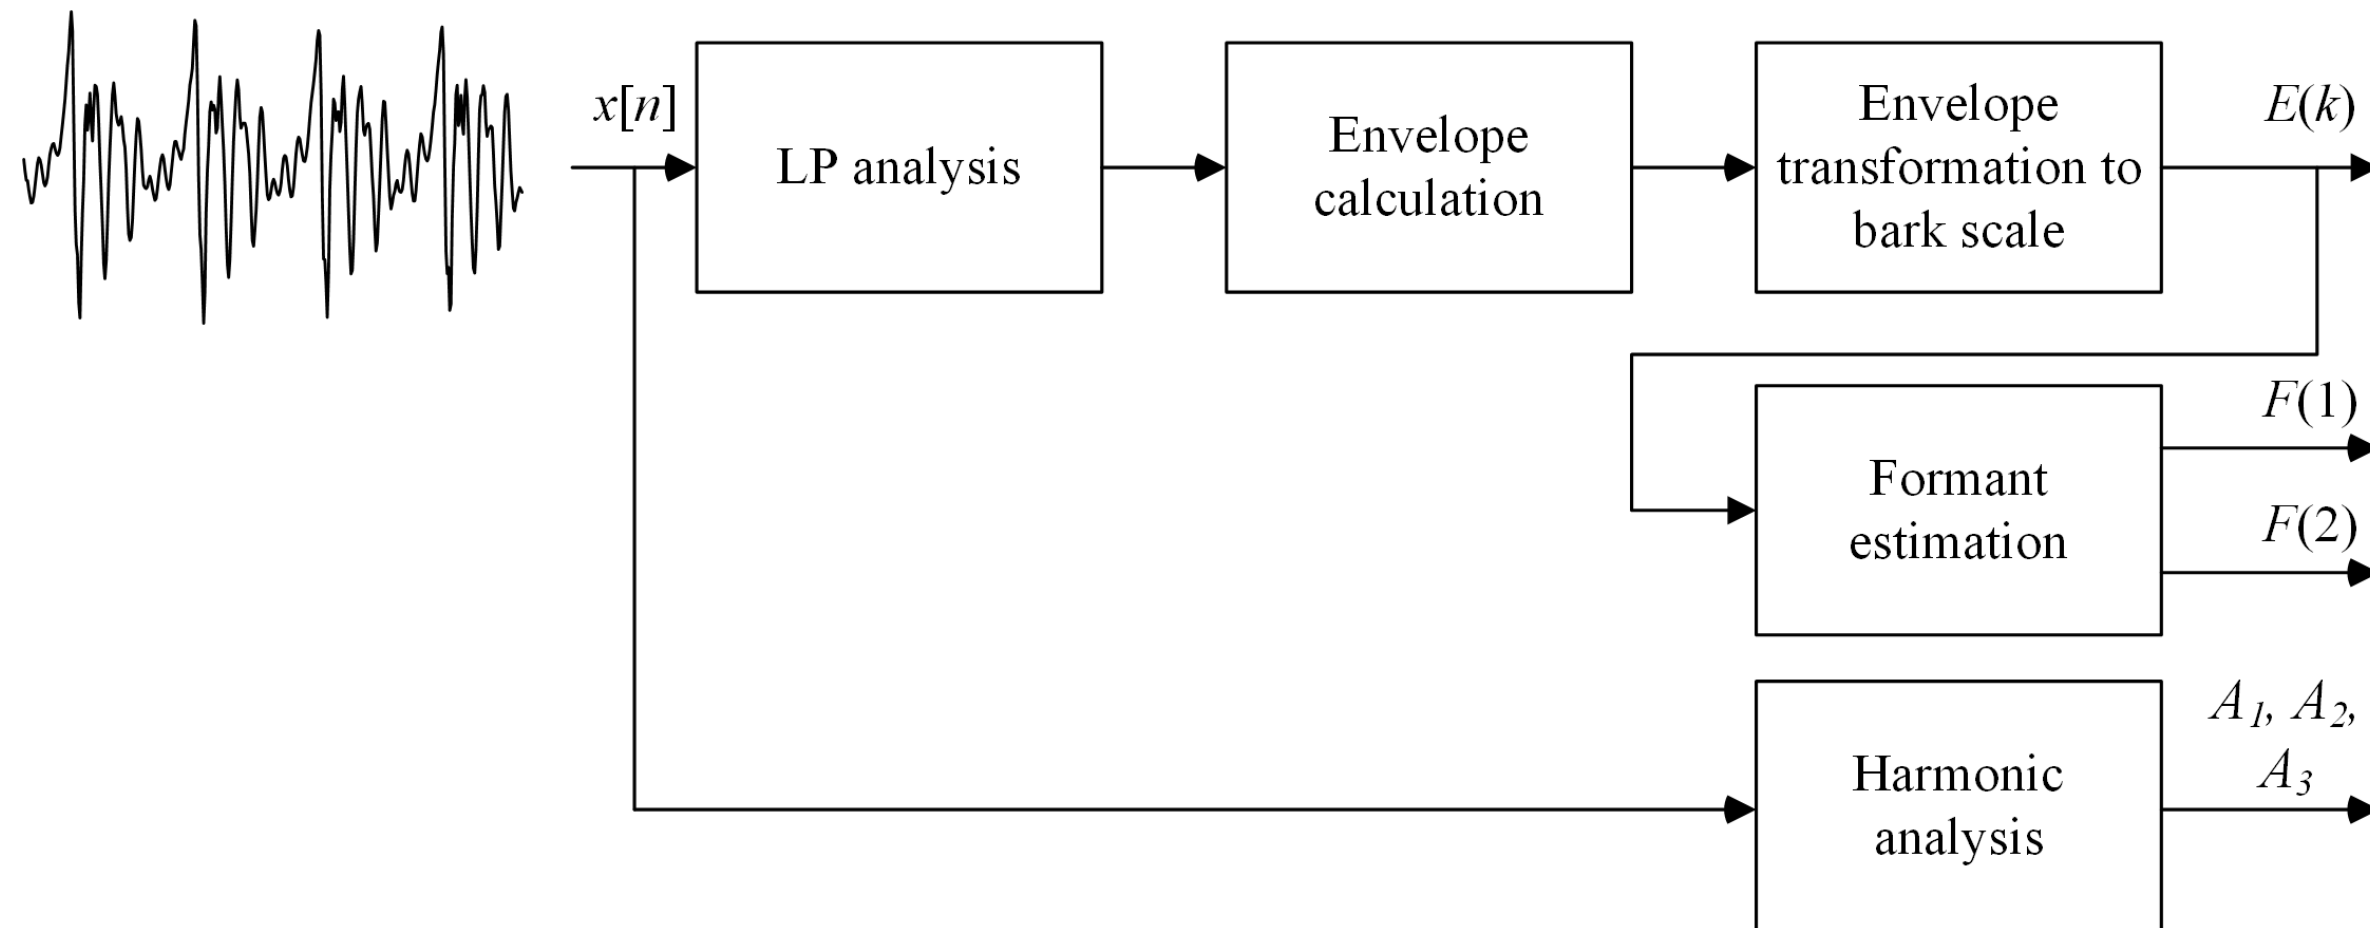 x[n]
LP analysis
Envelope
calculation
Envelope
transformation to
bark scale
E(k)
Formant
estimation
F(1)
F(2)
Harmonic
analysis
A1, A2,
A3